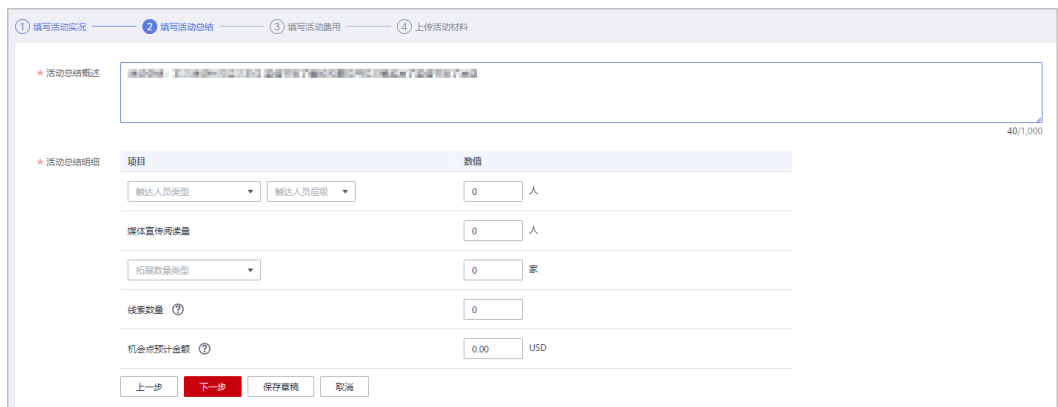 1 填写活动实况 2 填写活动总结 3 填写活动费用 4 上传活动材料
* 活动总结概述
40/1,000
* 活动总结明细 项目 数值
触达人员类型 触达人员层级 0 人
媒体宣传阅读量 0 人
拓展数量类型 0 家
线索数量 ? 0
机会点预计金额 ? 0.00 USD
上一步 下一步 保存草稿 取消